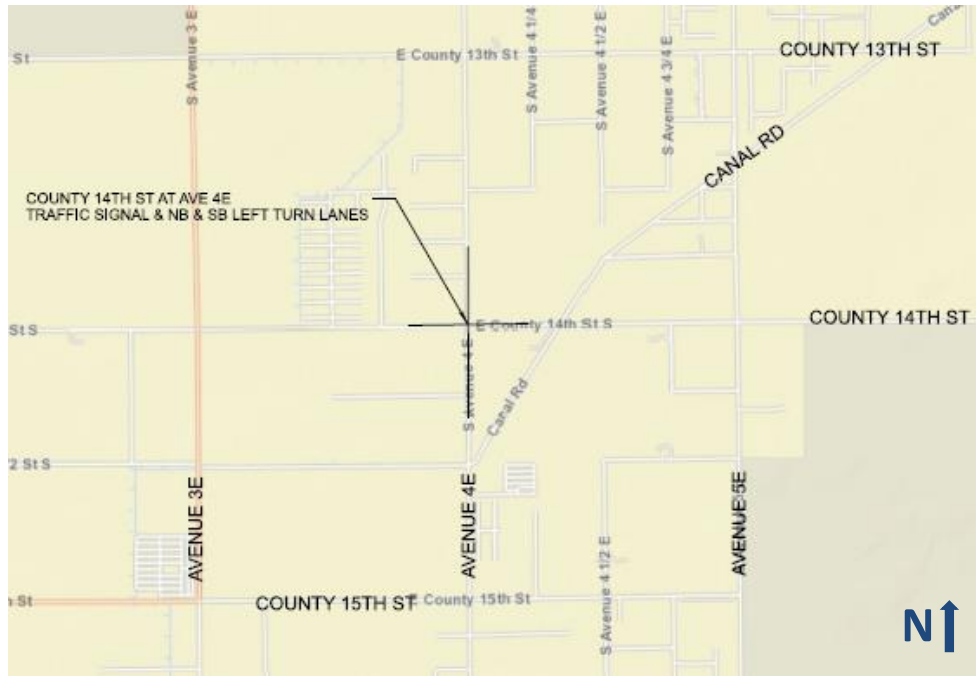 Canal
S Avenue 3 E
S Avenue 4 1/4
S Avenue 4 1/2 E
S Avenue 4 3/4 E
St
E County 13th St
COUNTY 13TH ST
CANAL RD
COUNTY 14TH ST AT AVE 4E
TRAFFIC SIGNAL & NB & SB LEFT TURN LANES
St S
E County 14th St S
COUNTY 14TH ST
S Avenue 4 E
Canal Rd
2 St S
AVENUE 3E
AVENUE 4E
AVENUE 5E
S Avenue 4 1/2 E
St
COUNTY 15TH ST
E County 15th St
N